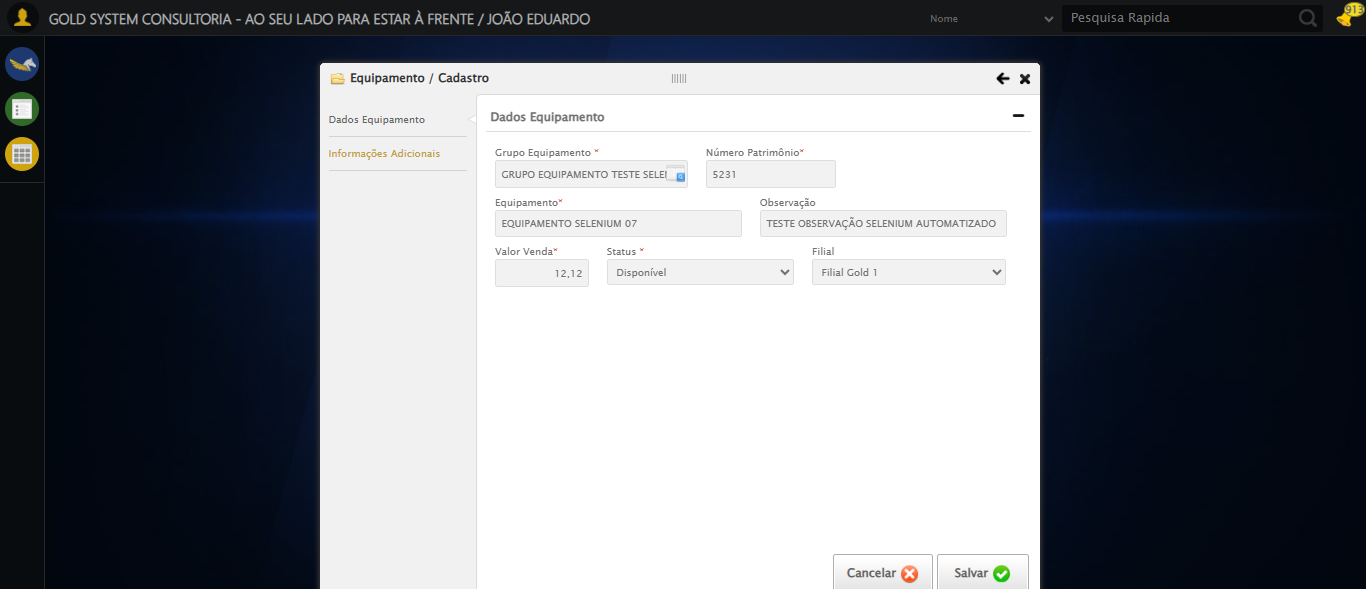 GOLD SYSTEM CONSULTORIA - AO SEU LADO PARA ESTAR À FRENTE / JOÃO EDUARDO
Nome
Pesquisa Rapida
913
Equipamento / Cadastro
Dados Equipamento
Informações Adicionais
Dados Equipamento
Grupo Equipamento * Número Patrimônio*
GRUPO EQUIPAMENTO TESTE SELE 5231
Equipamento* Observação
EQUIPAMENTO SELENIUM 07 TESTE OBSERVAÇÃO SELENIUM AUTOMATIZADO
Valor Venda* Status * Filial
12,12 Disponível Filial Gold 1
Cancelar Salvar